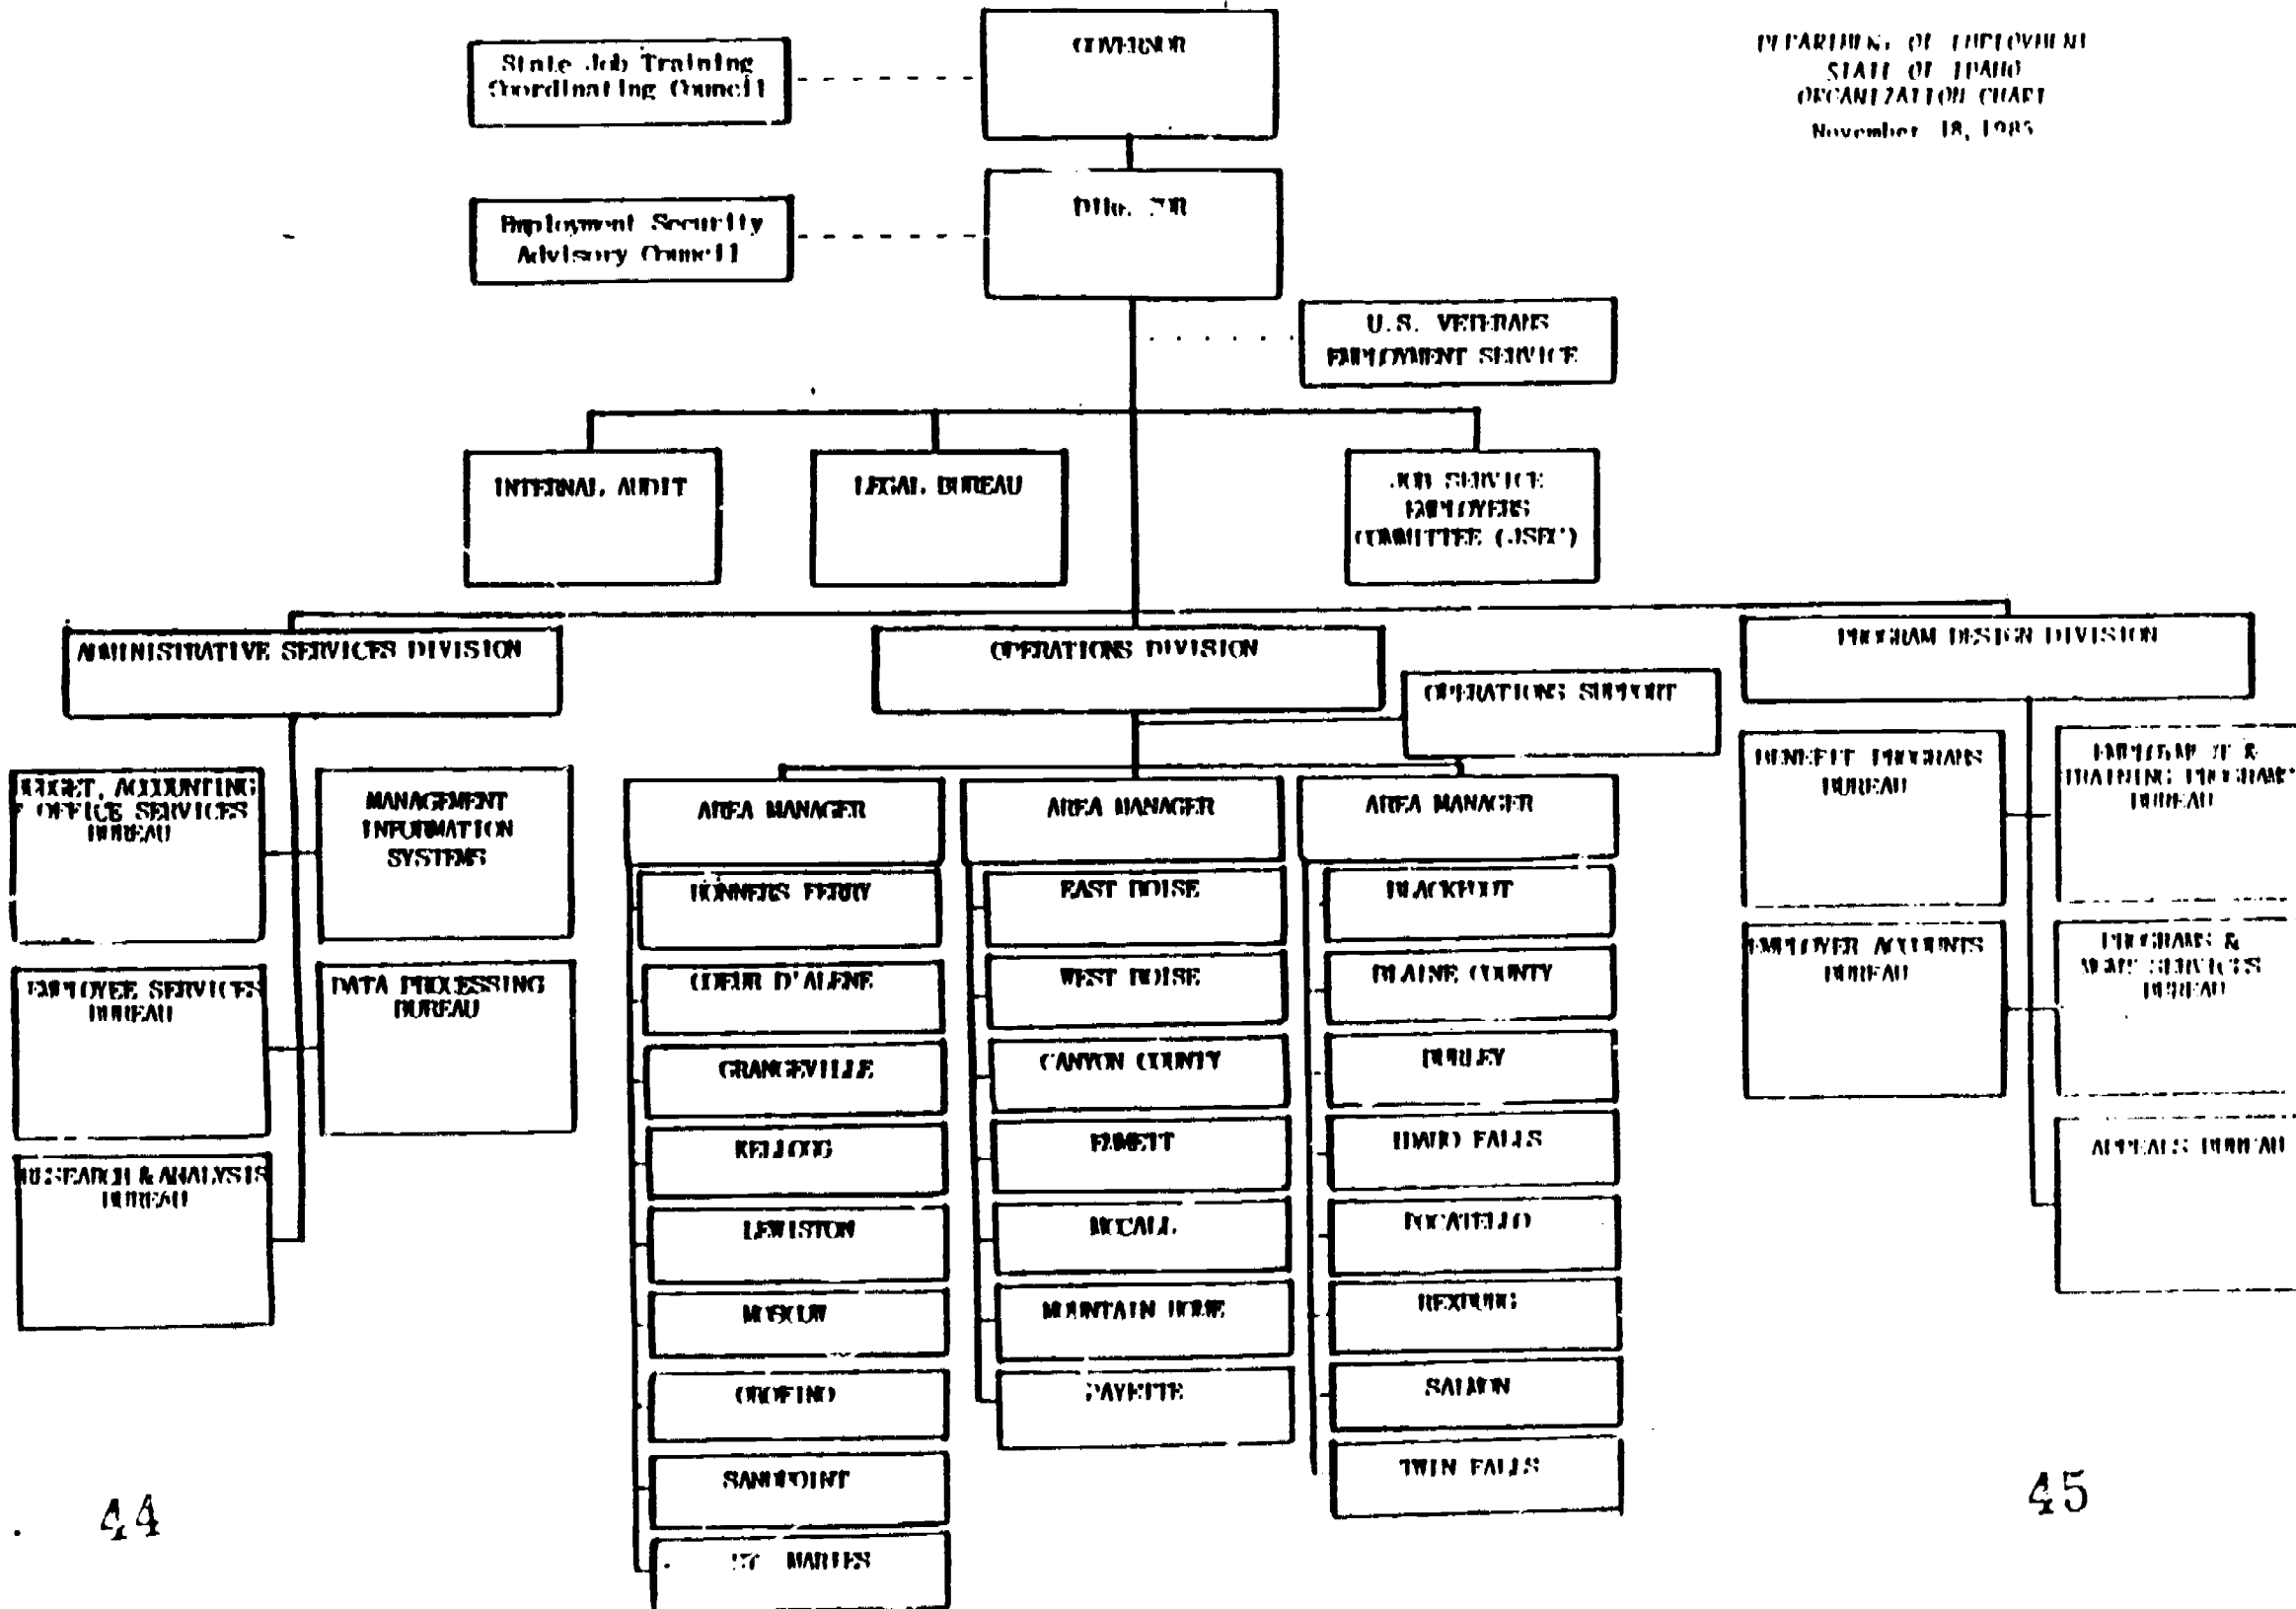 GOVERNOR
State Job Training
Coordinating Council
DEPARTMENT OF EMPLOYMENT
STATE OF IDAHO
ORGANIZATION CHART
November 18, 1985
Employment Security
Advisory Council
U.S. VETERANS
EMPLOYMENT SERVICE
INTERNAL AUDIT
LEGAL BUREAU
JOB SERVICE
EMPLOYERS
COMMITTEE (JSEC)
ADMINISTRATIVE SERVICES DIVISION
OPERATIONS DIVISION
PROGRAM DESIGN DIVISION
OPERATIONS SUPPORT
ACCOUNTING
OFFICE SERVICES
BUREAU
MANAGEMENT
INFORMATION
SYSTEMS
EMPLOYEE SERVICES
BUREAU
DATA PROCESSING
BUREAU
RESEARCH & ANALYSIS
BUREAU
AREA MANAGER
BONNERS FERRY
COEUR D'ALENE
GRANGEVILLE
KELLOGG
LEWISTON
MOSCOW
OROFINO
SANDPOINT
MARIES
AREA MANAGER
EAST BOISE
WEST BOISE
CANYON COUNTY
EMMETT
MCCALL
MOUNTAIN HOME
PAYETTE
AREA MANAGER
BLACKFOOT
BLAINE COUNTY
BURLEY
IDAHO FALLS
POCATELLO
REXBURG
SALMON
TWIN FALLS
BENEFIT PROGRAMS
BUREAU
&
TRAINING PROGRAMS
BUREAU
EMPLOYER ACCOUNTS
BUREAU
PROGRAMS &
SERVICES
BUREAU
APPEALS BUREAU
44
45